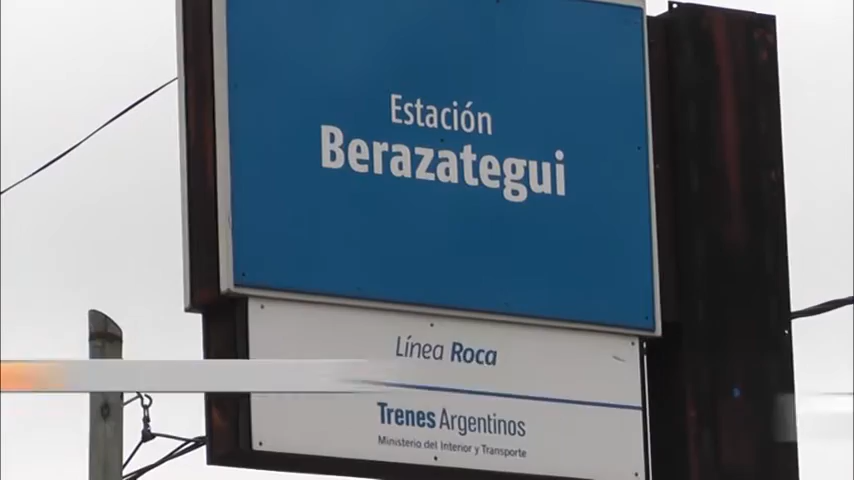 Estación
Berazategui
Línea Roca
Trenes Argentinos
Ministerio del Interior y Transporte